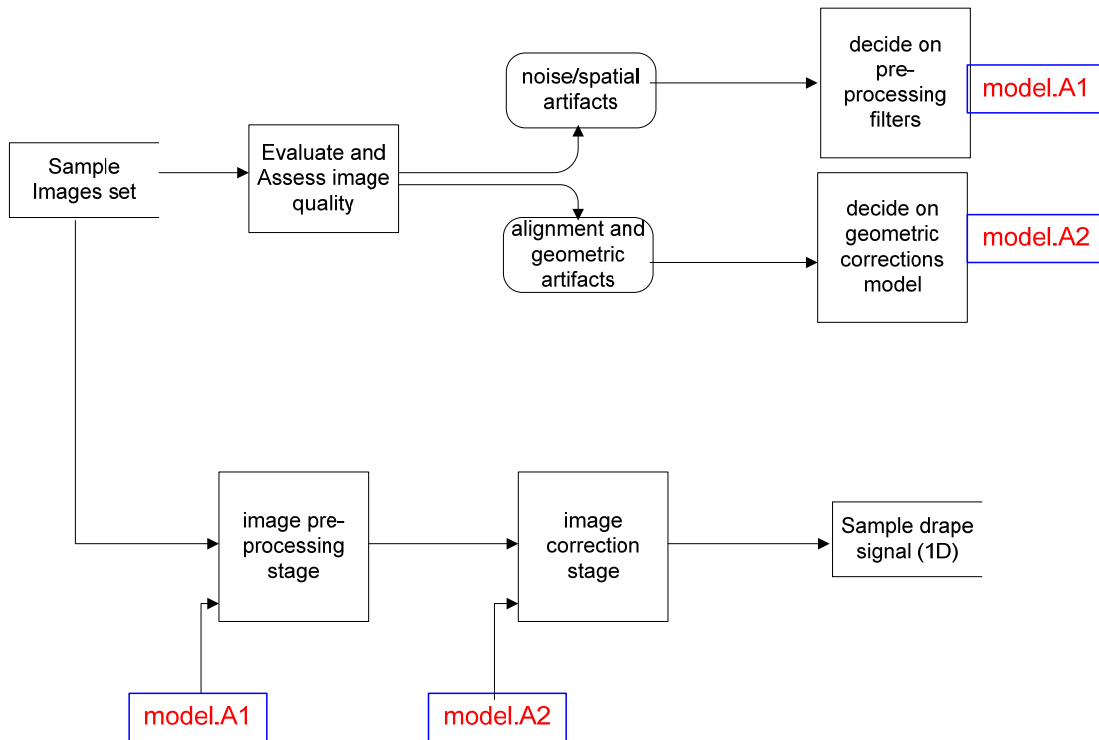 Sample
Images set
Evaluate and
Assess image
quality
noise/spatial
artifacts
alignment and
geometric
artifacts
decide on
pre-
processing
filters
model.A1
decide on
geometric
corrections
model
model.A2
image pre-
processing
stage
image
correction
stage
Sample drape
signal (1D)
model.A1
model.A2